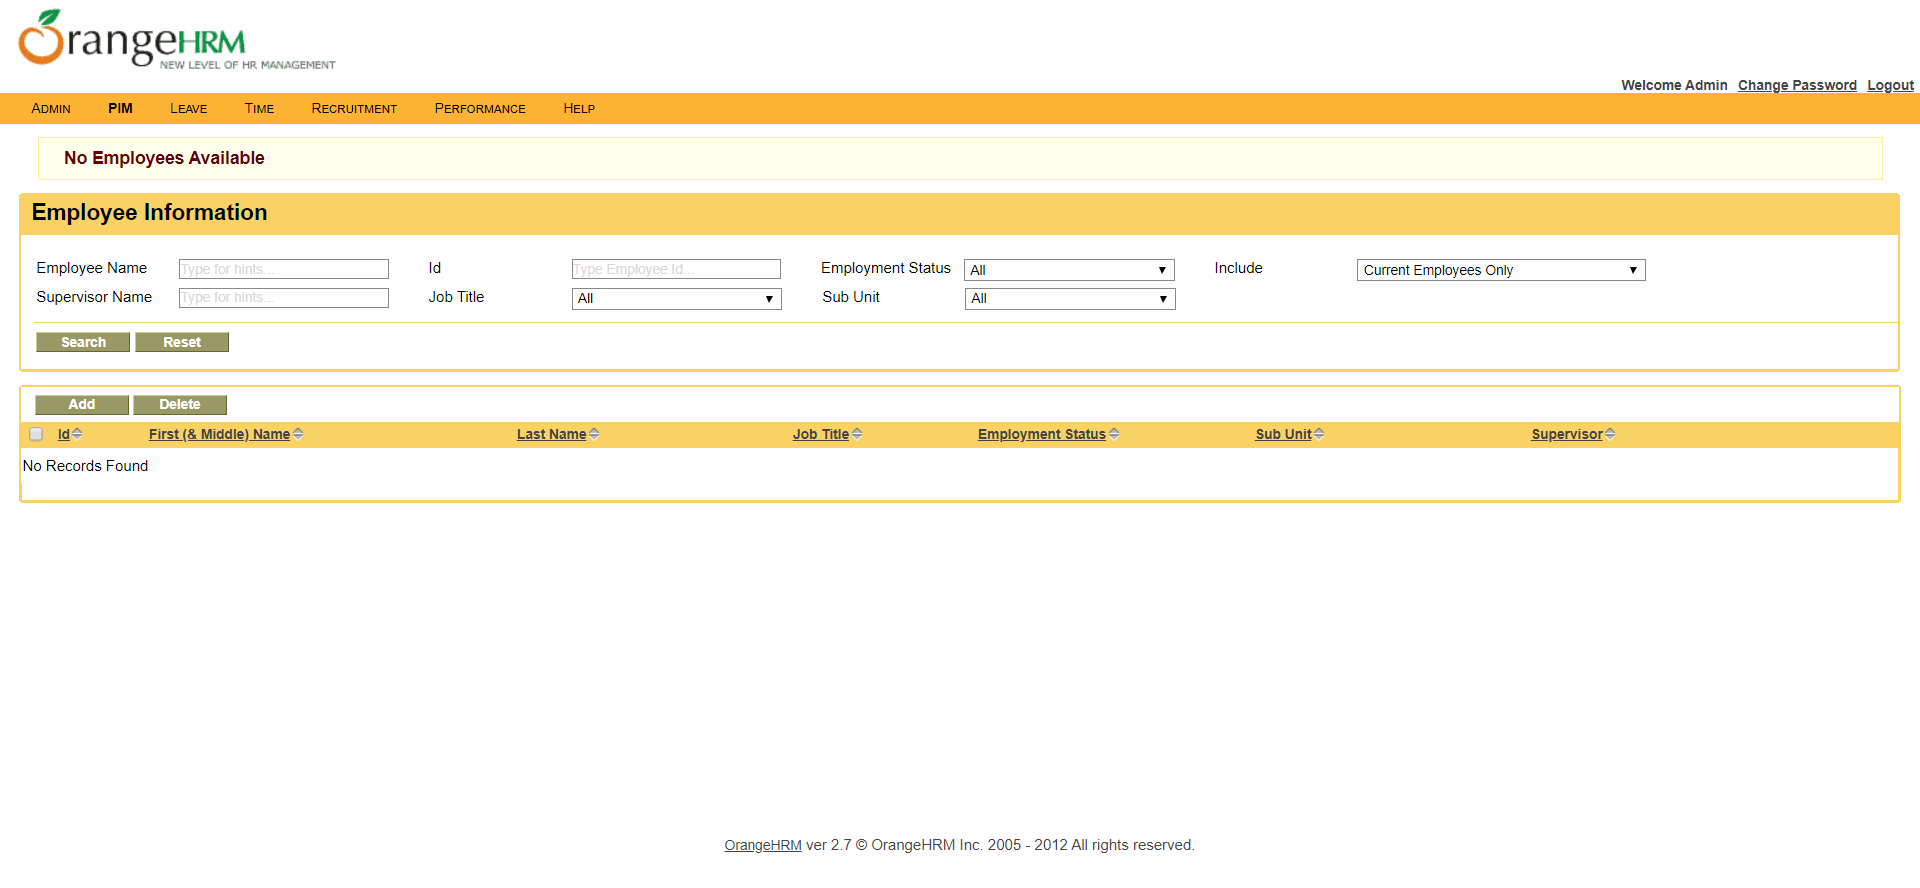 OrangeHRM
NEW LEVEL OF HR MANAGEMENT
Welcome Admin Change Password Logout
ADMIN PIM LEAVE TIME RECRUITMENT PERFORMANCE HELP
No Employees Available
Employee Information
Employee Name Type for hints... Id Type Employee Id... Employment Status All Include Current Employees Only
Supervisor Name Type for hints... Job Title All Sub Unit All
Search Reset
Add Delete
Id First (& Middle) Name Last Name Job Title Employment Status Sub Unit Supervisor
No Records Found
OrangeHRM ver 2.7 © OrangeHRM Inc. 2005 - 2012 All rights reserved.